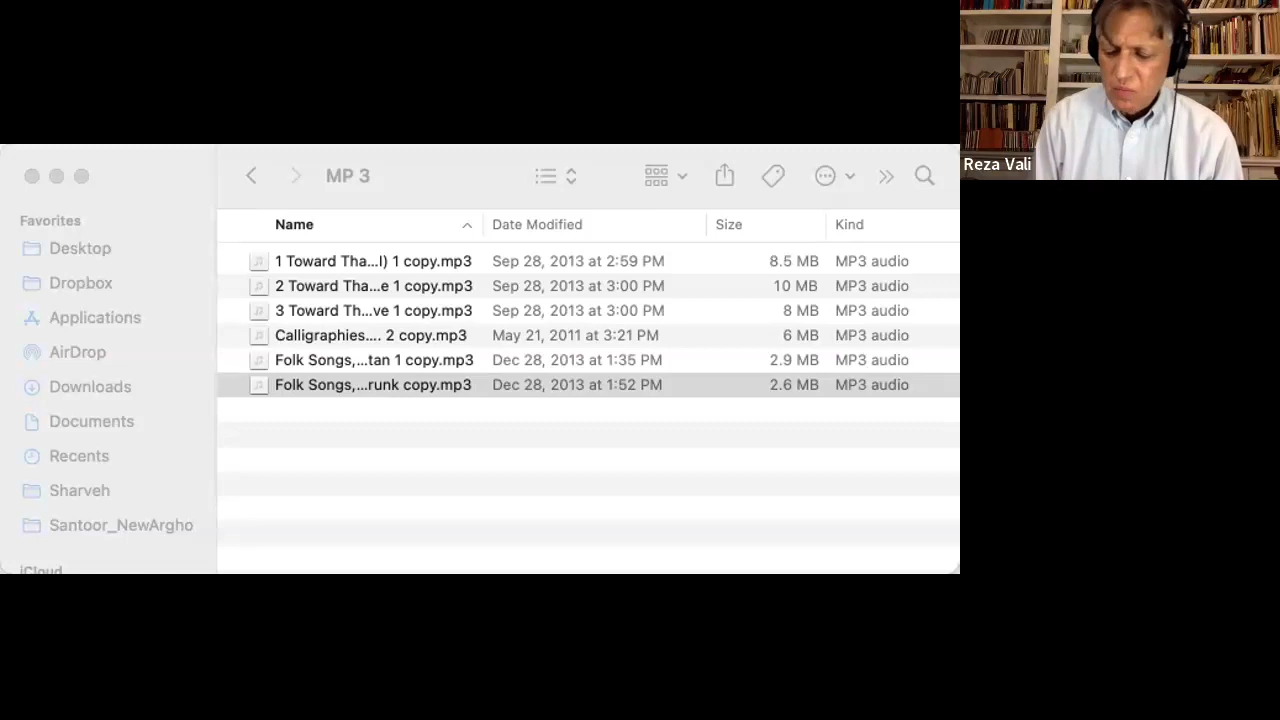 Reza Vali
MP 3
Favorites
Desktop
Dropbox
Applications
AirDrop
Downloads
Documents
Recents
Sharveh
Santoor_NewArgho
iCloud
Name Date Modified Size Kind
1 Toward Tha...l) 1 copy.mp3 Sep 28, 2013 at 2:59 PM 8.5 MB MP3 audio
2 Toward Tha...e 1 copy.mp3 Sep 28, 2013 at 3:00 PM 10 MB MP3 audio
3 Toward Th...ve 1 copy.mp3 Sep 28, 2013 at 3:00 PM 8 MB MP3 audio
Calligraphies.... 2 copy.mp3 May 21, 2011 at 3:21 PM 6 MB MP3 audio
Folk Songs,...tan 1 copy.mp3 Dec 28, 2013 at 1:35 PM 2.9 MB MP3 audio
Folk Songs,...runk copy.mp3 Dec 28, 2013 at 1:52 PM 2.6 MB MP3 audio